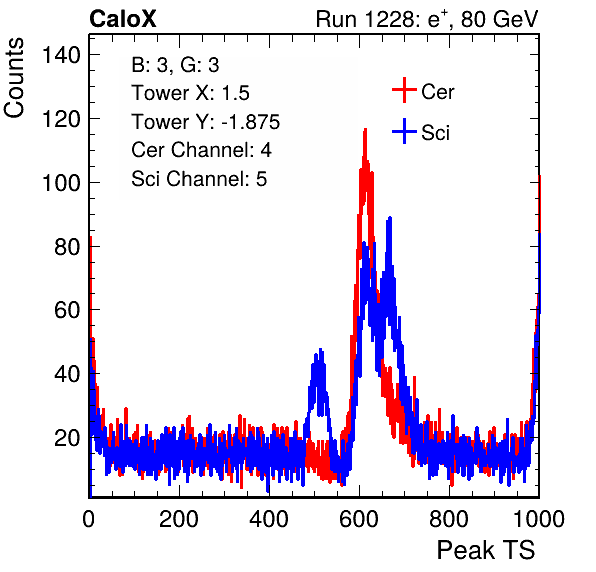 CaloX Run 1228: e+, 80 GeV
Counts
140
120
100
80
60
40
20
B: 3, G: 3
Tower X: 1.5
Tower Y: -1.875
Cer Channel: 4
Sci Channel: 5
Cer
Sci
0 200 400 600 800 1000
Peak TS